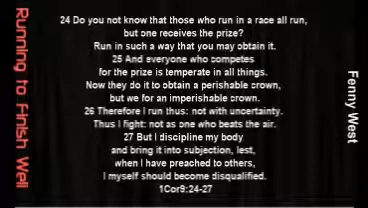 Running to Finish Well
24 Do you not know that those who run in a race all run,
but one receives the prize?
Run in such a way that you may obtain it.
25 And everyone who competes
for the prize is temperate in all things.
Now they do it to obtain a perishable crown,
but we for an imperishable crown.
26 Therefore I run thus: not with uncertainty.
Thus I fight: not as one who beats the air.
27 But I discipline my body
and bring it into subjection, lest,
when I have preached to others,
I myself should become disqualified.
1Cor9:24-27
Fenny West